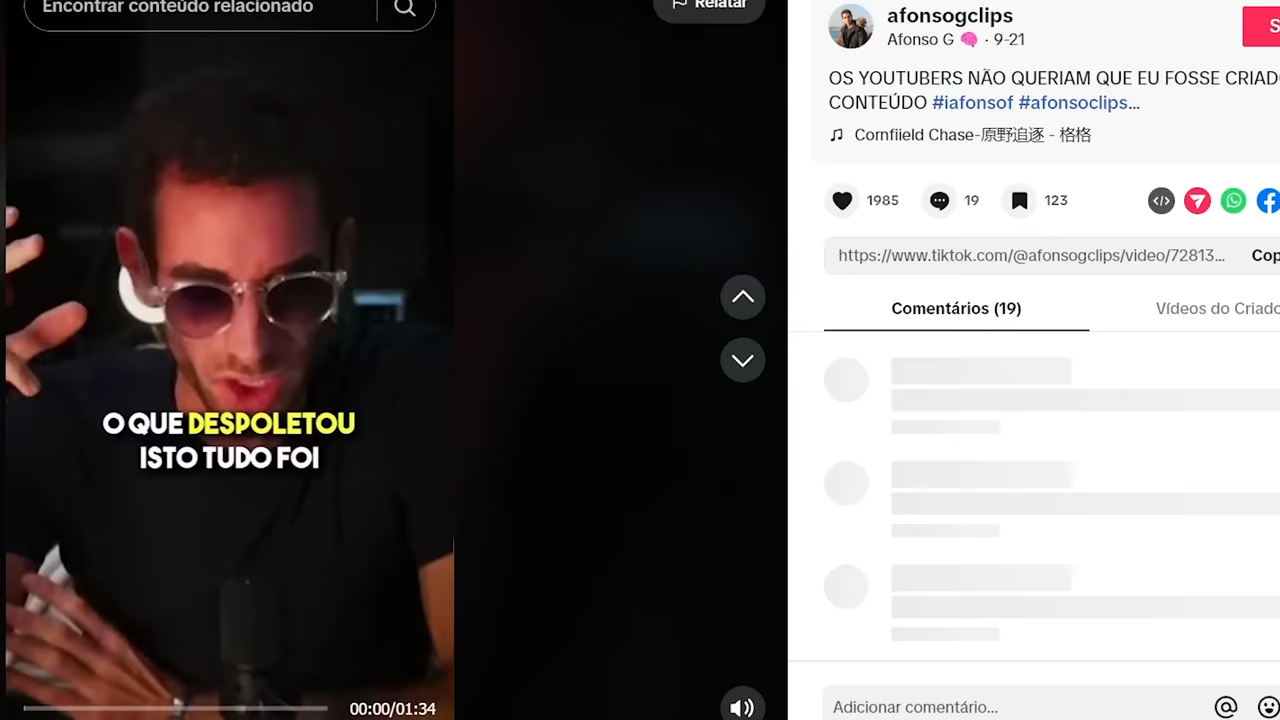 Encontrar conteúdo relacionado
Relatar
O QUE DESPOLETOU
ISTO TUDO FOI
00:00/01:34
afonsogclips
Afonso G 🧠 · 9-21
OS YOUTUBERS NÃO QUERIAM QUE EU FOSSE CRIAD
CONTEÚDO #iafonsof #afonsoclips...
Cornfiield Chase-原野追逐 - 格格
1985
19
123
https://www.tiktok.com/@afonsogclips/video/72813...
Cop
Comentários (19)
Vídeos do Criado
Adicionar comentário...